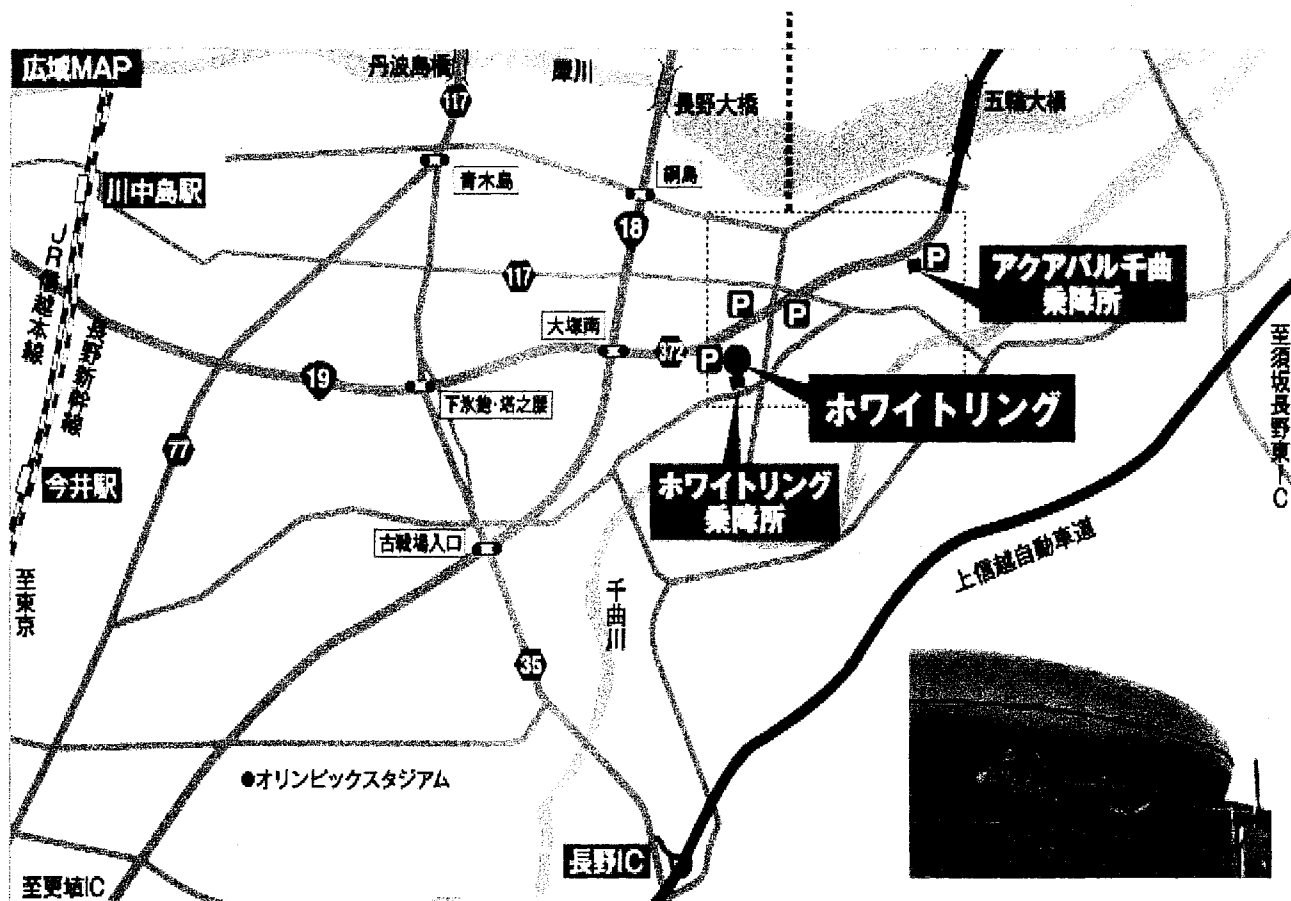 広域MAP
丹波島橋
犀川
117
長野大橋
五輪大橋
青木島
綱島
川中島駅
18
JR信越本線
長野新幹線
117
P
アクアパル千曲
乗降所
P
P
大塚南
372
P
19
下氷鉋・塔之腰
ホワイトリング
至須坂長野東IC
77
今井駅
ホワイトリング
乗降所
古戦場入口
上信越自動車道
至東京
千曲川
35
●オリンピックスタジアム
長野IC
至更埴IC